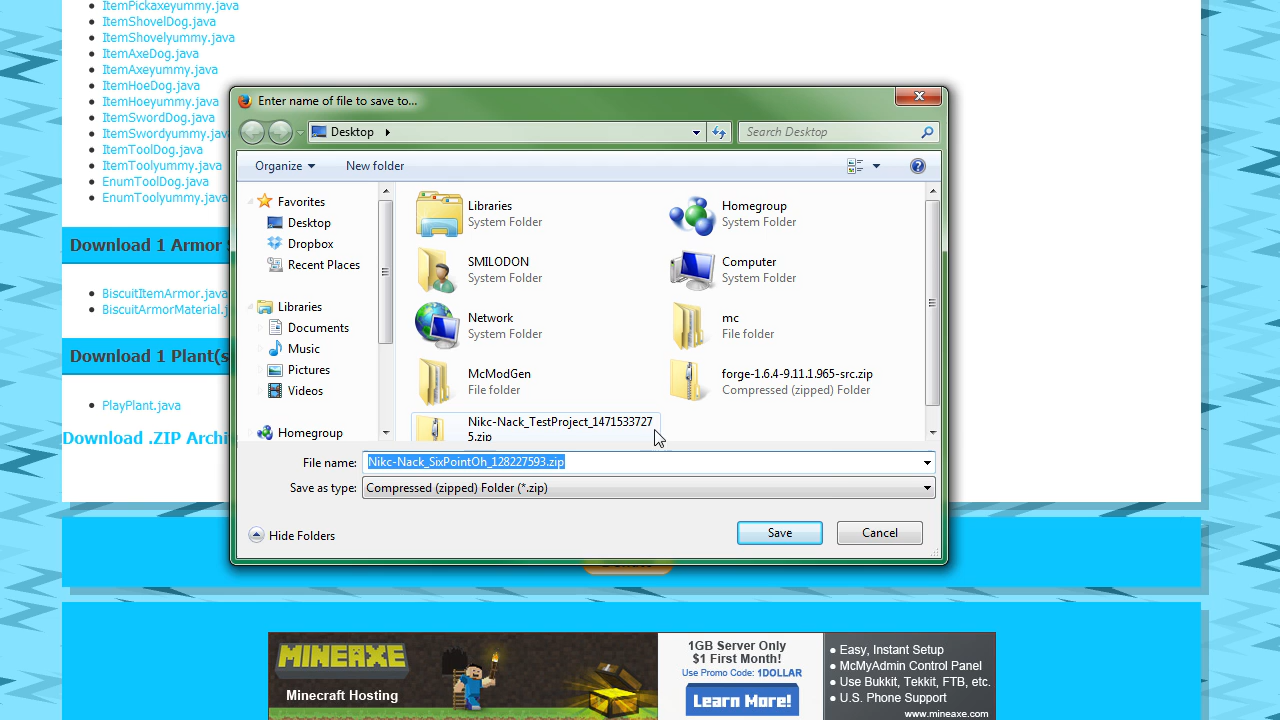 ItemPickaxeyummy.java
ItemShovelDog.java
ItemShovelyummy.java
ItemAxeDog.java
ItemAxeyummy.java
ItemHoeDog.java
ItemHoeyummy.java
ItemSwordDog.java
ItemSwordyummy.jav
ItemToolDog.java
ItemToolyummy.java
EnumToolDog.java
EnumToolyummy.java
Download 1 Armor
BiscuitItemArmor.java
BiscuitArmorMaterial.j
Download 1 Plant(s
PlayPlant.java
Download .ZIP Archi
Enter name of file to save to...
Desktop
Search Desktop
Organize
New folder
Favorites
Desktop
Dropbox
Recent Places
Libraries
Documents
Music
Pictures
Videos
Homegroup
Libraries
System Folder
Homegroup
System Folder
SMILODON
System Folder
Computer
System Folder
Network
System Folder
mc
File folder
McModGen
File folder
forge-1.6.4-9.11.1.965-src.zip
Compressed (zipped) Folder
Nikc-Nack_TestProject_1471533727
5.zip
File name:
Nikc-Nack_SixPointOh_128227593.zip
Save as type:
Compressed (zipped) Folder (*.zip)
Hide Folders
Save
Cancel
MINEAXE
Minecraft Hosting
1GB Server Only
$1 First Month!
Use Promo Code: 1DOLLAR
Learn More!
● Easy, Instant Setup
● McMyAdmin Control Panel
● Use Bukkit, Tekkit, FTB, etc.
● U.S. Phone Support
www.mineaxe.com